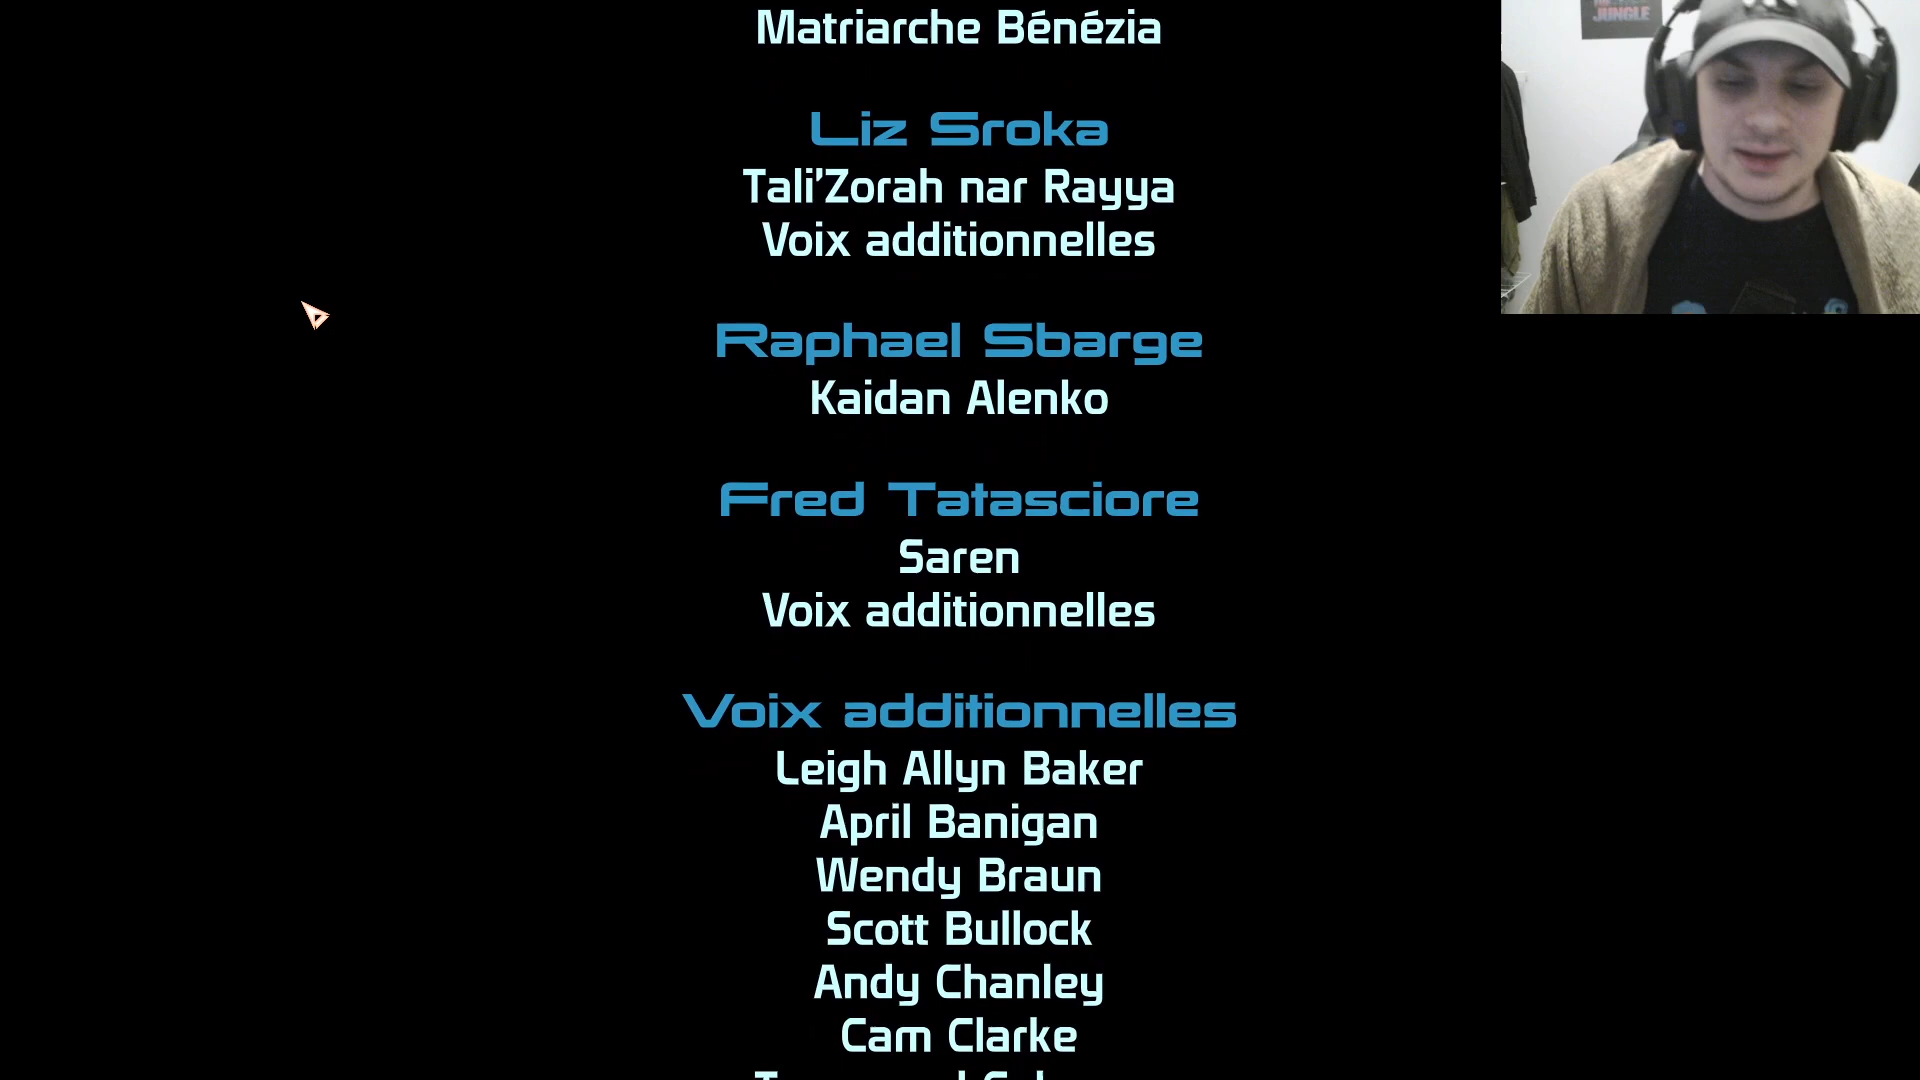 Matriarche Bénézia
Liz Sroka
Tali'Zorah nar Rayya
Voix additionnelles
Raphael Sbarge
Kaidan Alenko
Fred Tatasciore
Saren
Voix additionnelles
Voix additionnelles
Leigh Allyn Baker
April Banigan
Wendy Braun
Scott Bullock
Andy Chanley
Cam Clarke
JUNGLE